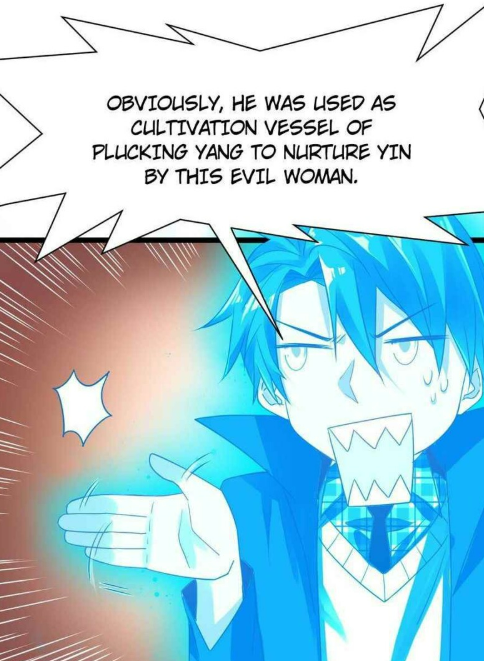 OBVIOUSLY, HE WAS USED AS
CULTIVATION VESSEL OF
PLUCKING YANG TO NURTURE YIN
BY THIS EVIL WOMAN.